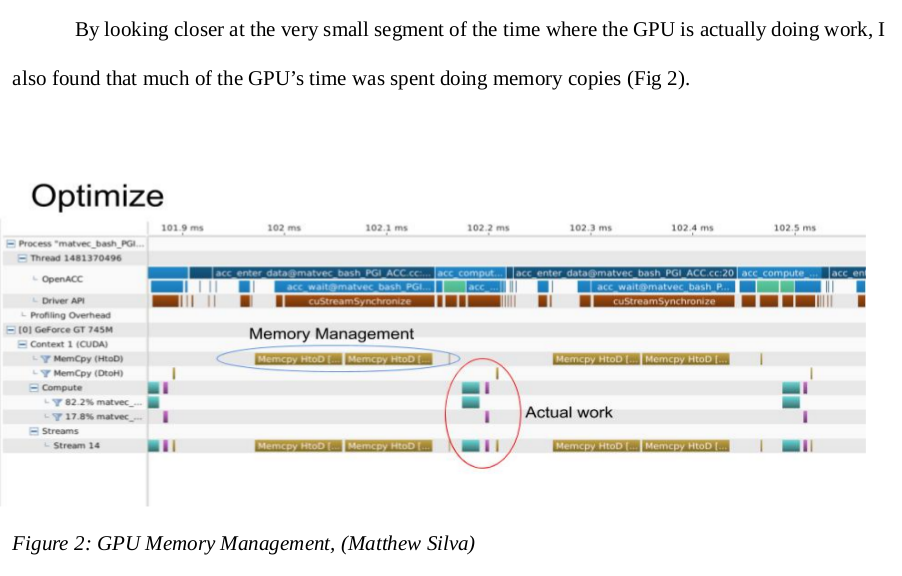 By looking closer at the very small segment of the time where the GPU is actually doing work, I
also found that much of the GPU’s time was spent doing memory copies (Fig 2).
Optimize
101.9 ms 102 ms 102.1 ms 102.2 ms 102.3 ms 102.4 ms 102.5 ms
Process "matvec_bash_PGI...
Thread 1481370496
OpenACC
acc_enter_data@matvec_bash_PGI_ACC.cc:... acc_comput... acc_enter_data@matvec_bash_PGI_ACC.cc:20 acc_compute_... acc_ent
acc_wait@matvec_bash_PGI... acc_... acc_wait@matvec_bash_P...
Driver API cuStreamSynchronize cuStreamSynchronize
Profiling Overhead
[0] GeForce GT 745M
Memory Management
Context 1 (CUDA)
MemCpy (HtoD) Memcpy HtoD [... Memcpy HtoD [... Memcpy HtoD [... Memcpy HtoD [...
MemCpy (DtoH)
Compute
82.2% matvec_...
17.8% matvec_...
Actual work
Streams
Stream 14 Memcpy HtoD [... Memcpy HtoD [... Memcpy HtoD [... Memcpy HtoD [...
Figure 2: GPU Memory Management, (Matthew Silva)